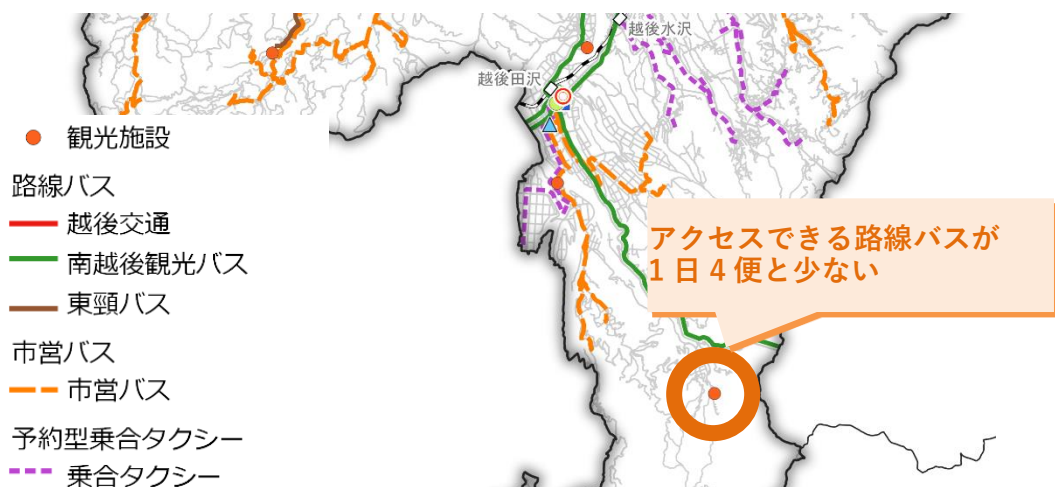 越後水沢
越後田沢
観光施設
路線バス
越後交通
南越後観光バス
東頸バス
市営バス
市営バス
予約型乗合タクシー
乗合タクシー
アクセスできる路線バスが
1日4便と少ない